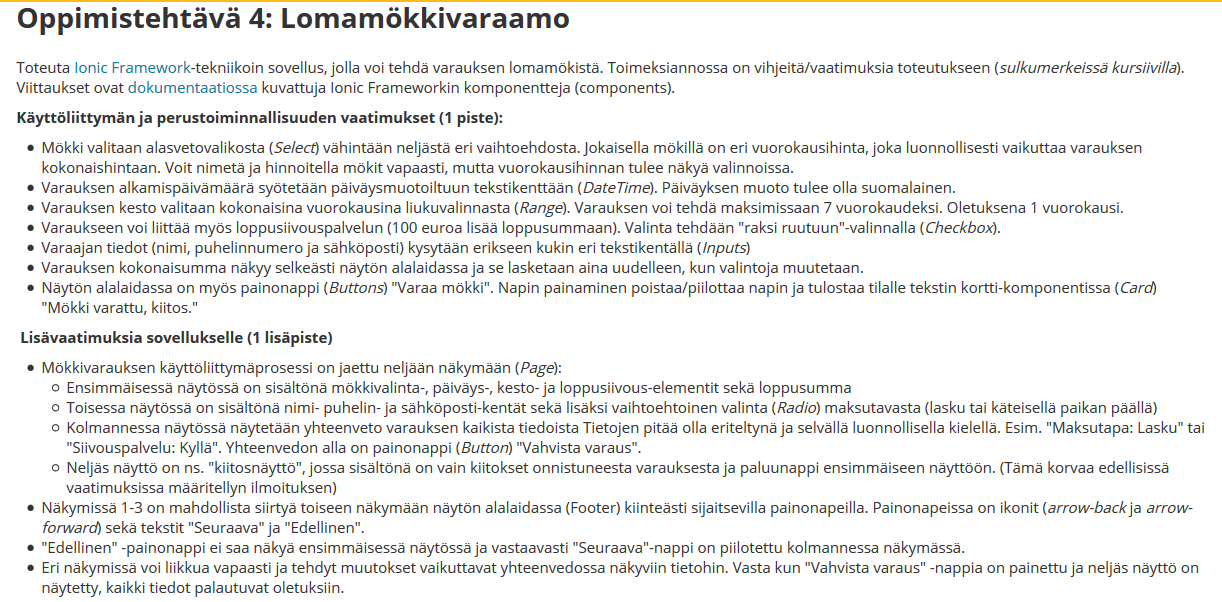 Oppimistehtävä 4: Lomamökkivaraamo
Toteuta Ionic Framework-tekniikoin sovellus, jolla voi tehdä varauksen lomamökistä. Toimeksiannossa on vihjeitä/vaatimuksia toteutukseen (sulkumerkeissä kursiivilla).
Viittaukset ovat dokumentaatiossa kuvattuja Ionic Frameworkin komponentteja (components).
Käyttöliittymän ja perustoiminnallisuuden vaatimukset (1 piste):
• Mökki valitaan alasvetovalikosta (Select) vähintään neljästä eri vaihtoehdosta. Jokaisella mökillä on eri vuorokausihinta, joka luonnollisesti vaikuttaa varauksen
kokonaishintaan. Voit nimetä ja hinnoitella mökit vapaasti, mutta vuorokausihinnan tulee näkyä valinnoissa.
• Varauksen alkamispäivämäärä syötetään päiväysmuotoiltuun tekstikenttään (DateTime). Päiväyksen muoto tulee olla suomalainen.
• Varauksen kesto valitaan kokonaisina vuorokausina liukuvalinnasta (Range). Varauksen voi tehdä maksimissaan 7 vuorokaudeksi. Oletuksena 1 vuorokausi.
• Varaukseen voi liittää myös loppusiivouspalvelun (100 euroa lisää loppusummaan). Valinta tehdään "raksi ruutuun"-valinnalla (Checkbox).
• Varaajan tiedot (nimi, puhelinnumero ja sähköposti) kysytään erikseen kukin eri tekstikentällä (Inputs)
• Varauksen kokonaisumma näkyy selkeästi näytön alalaidassa ja se lasketaan aina uudelleen, kun valintoja muutetaan.
• Näytön alalaidassa on myös painonappi (Buttons) "Varaa mökki". Napin painaminen poistaa/piilottaa napin ja tulostaa tilalle tekstin kortti-komponentissa (Card)
"Mökki varattu, kiitos."
Lisävaatimuksia sovellukselle (1 lisäpiste)
• Mökkivarauksen käyttöliittymäprosessi on jaettu neljään näkymään (Page):
○ Ensimmäisessä näytössä on sisältönä mökkivalinta-, päiväys-, kesto- ja loppusiivous-elementit sekä loppusumma
○ Toisessa näytössä on sisältönä nimi- puhelin- ja sähköposti-kentät sekä lisäksi vaihtoehtoinen valinta (Radio) maksutavasta (lasku tai käteisellä paikan päällä)
○ Kolmannessa näytössä näytetään yhteenveto varauksen kaikista tiedoista Tietojen pitää olla eriteltynä ja selvällä luonnollisella kielellä. Esim. "Maksutapa: Lasku" tai
"Siivouspalvelu: Kyllä". Yhteenvedon alla on painonappi (Button) "Vahvista varaus".
○ Neljäs näyttö on ns. "kiitosnäyttö", jossa sisältönä on vain kiitokset onnistuneesta varauksesta ja paluunappi ensimmäiseen näyttöön. (Tämä korvaa edellisissä
vaatimuksissa määritellyn ilmoituksen)
• Näkymissä 1-3 on mahdollista siirtyä toiseen näkymään näytön alalaidassa (Footer) kiinteästi sijaitsevilla painonapeilla. Painonapeissa on ikonit (arrow-back ja arrow-
forward) sekä tekstit "Seuraava" ja "Edellinen".
• "Edellinen" -painonappi ei saa näkyä ensimmäisessä näytössä ja vastaavasti "Seuraava"-nappi on piilotettu kolmannessa näkymässä.
• Eri näkymissä voi liikkua vapaasti ja tehdyt muutokset vaikuttavat yhteenvedossa näkyviin tietohin. Vasta kun "Vahvista varaus" -nappia on painettu ja neljäs näyttö on
näytetty, kaikki tiedot palautuvat oletuksiin.